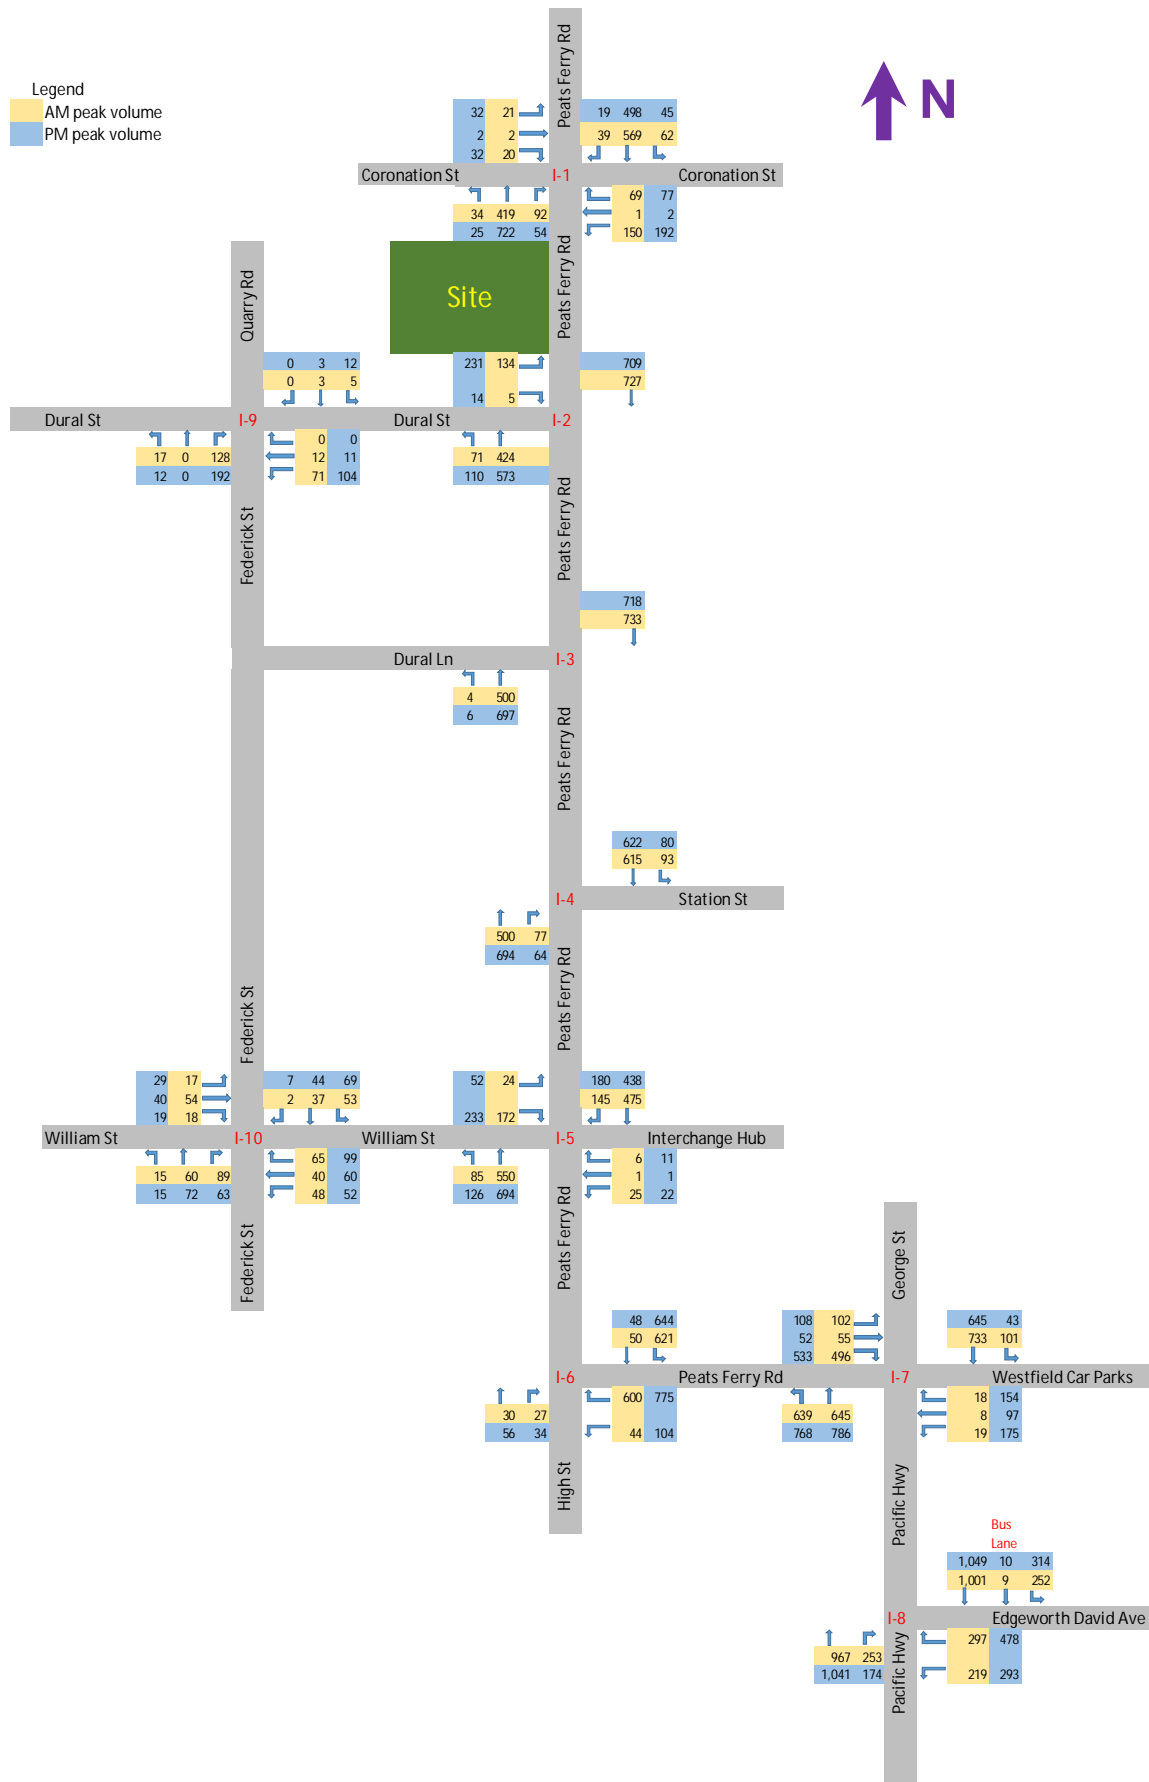 Peats Ferry Rd
N
Legend
AM peak volume
PM peak volume
32 21
2 2
32 20
19 498 45
39 569 62
Coronation St
I-1
Coronation St
34 419 92
25 722 54
69 77
1 2
150 192
Peats Ferry Rd
Site
Quarry Rd
0 3 12
0 3 5
231 134
14 5
709
727
Dural St
I-9
Dural St
I-2
17 0 128
12 0 192
0 0
12 11
71 104
71 424
110 573
Federick St
Peats Ferry Rd
718
733
Dural Ln
I-3
4 500
6 697
Peats Ferry Rd
622 80
615 93
I-4
Station St
500 77
694 64
Federick St
Peats Ferry Rd
29 17
40 54
19 18
7 44 69
2 37 53
52 24
233 172
180 438
145 475
William St
I-10
William St
I-5
Interchange Hub
15 60 89
15 72 63
65 99
40 60
48 52
85 550
126 694
6 11
1 1
25 22
Federick St
Peats Ferry Rd
George St
48 644
50 621
108 102
52 55
533 496
645 43
733 101
I-6
Peats Ferry Rd
I-7
Westfield Car Parks
30 27
56 34
600 775
44 104
639 645
768 786
18 154
8 97
19 175
High St
Pacific Hwy
Bus
Lane
1,049 10 314
1,001 9 252
I-8
Edgeworth David Ave
967 253
1,041 174
297 478
219 293
Pacific Hwy